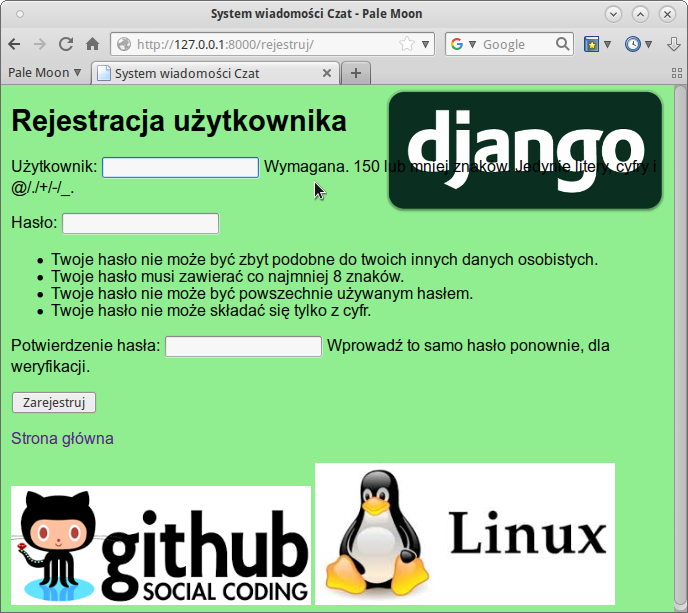 System wiadomości Czat - Pale Moon
http://127.0.0.1:8000/rejestruj/
Google
Pale Moon
System wiadomości Czat
django
Rejestracja użytkownika
Użytkownik: Wymagana. 150 lub mniej znaków. Jedynie litery, cyfry i
@/./+/-/_.
Hasło:
Twoje hasło nie może być zbyt podobne do twoich innych danych osobistych.
Twoje hasło musi zawierać co najmniej 8 znaków.
Twoje hasło nie może być powszechnie używanym hasłem.
Twoje hasło nie może składać się tylko z cyfr.
Potwierdzenie hasła: Wprowadź to samo hasło ponownie, dla
weryfikacji.
Zarejestruj
Strona główna
github
SOCIAL CODING
Linux